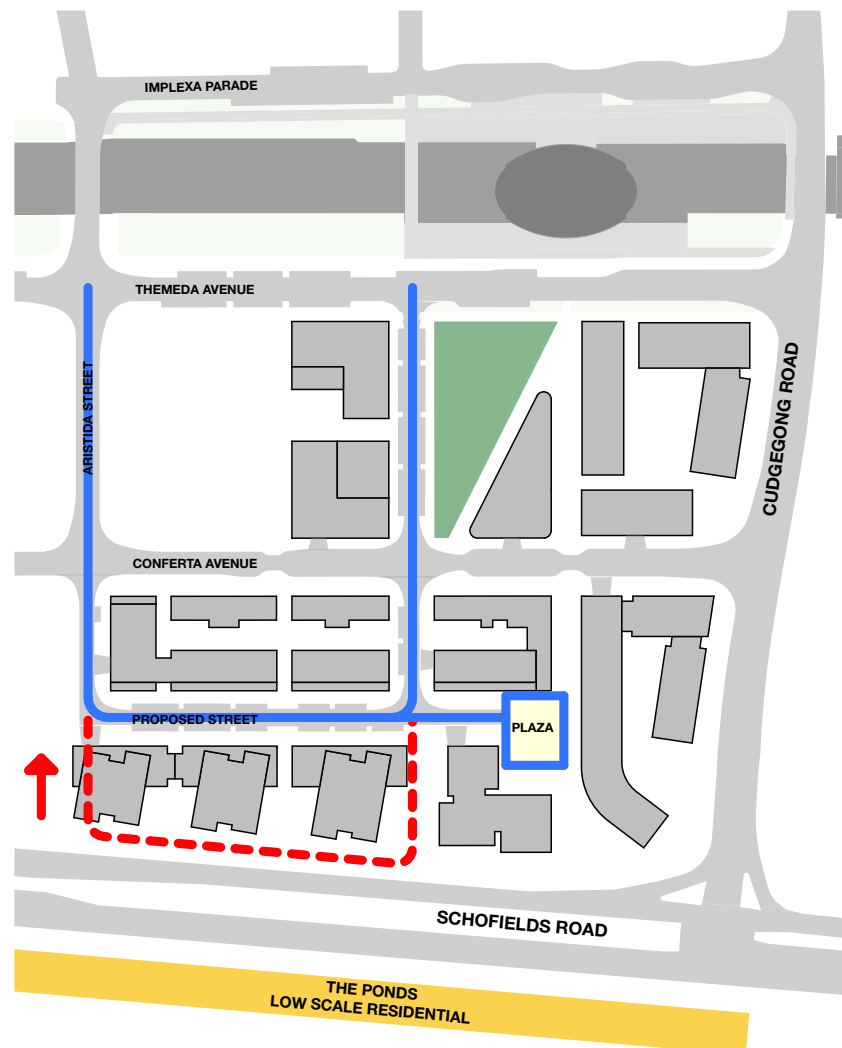 IMPLEXA PARADE
THEMEDA AVENUE
ARISTIDA STREET
CUDGEGONG ROAD
CONFERTA AVENUE
PROPOSED STREET
PLAZA
SCHOFIELDS ROAD
THE PONDS
LOW SCALE RESIDENTIAL